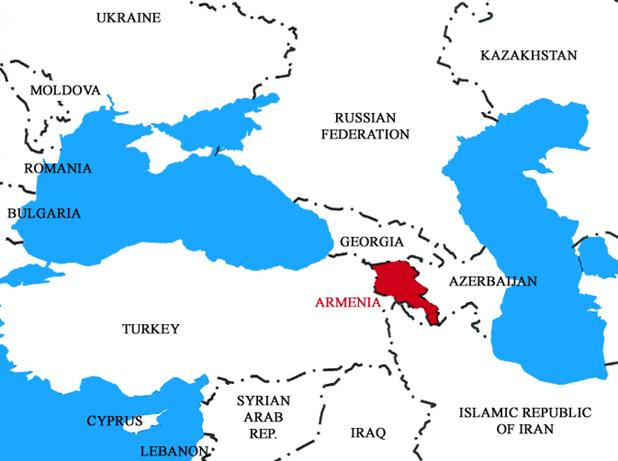 UKRAINE
KAZAKHSTAN
MOLDOVA
RUSSIAN
FEDERATION
ROMANIA
BULGARIA
GEORGIA
AZERBAIJAN
ARMENIA
TURKEY
SYRIAN
ARAB
REP.
CYPRUS
ISLAMIC REPUBLIC
OF IRAN
IRAQ
LEBANON